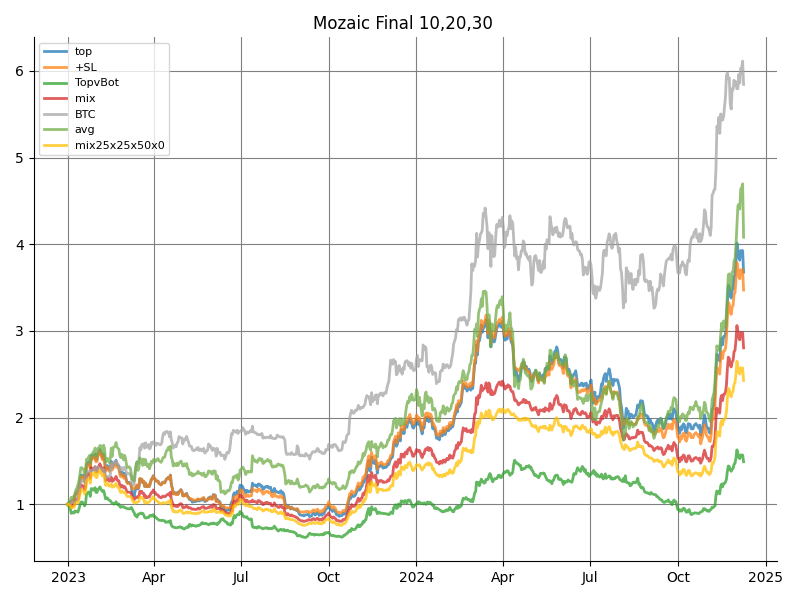 Mozaic Final 10,20,30
top
+SL
TopvBot
mix
BTC
avg
mix25x25x50x0
6
5
4
3
2
1
2023 Apr Jul Oct 2024 Apr Jul Oct 2025